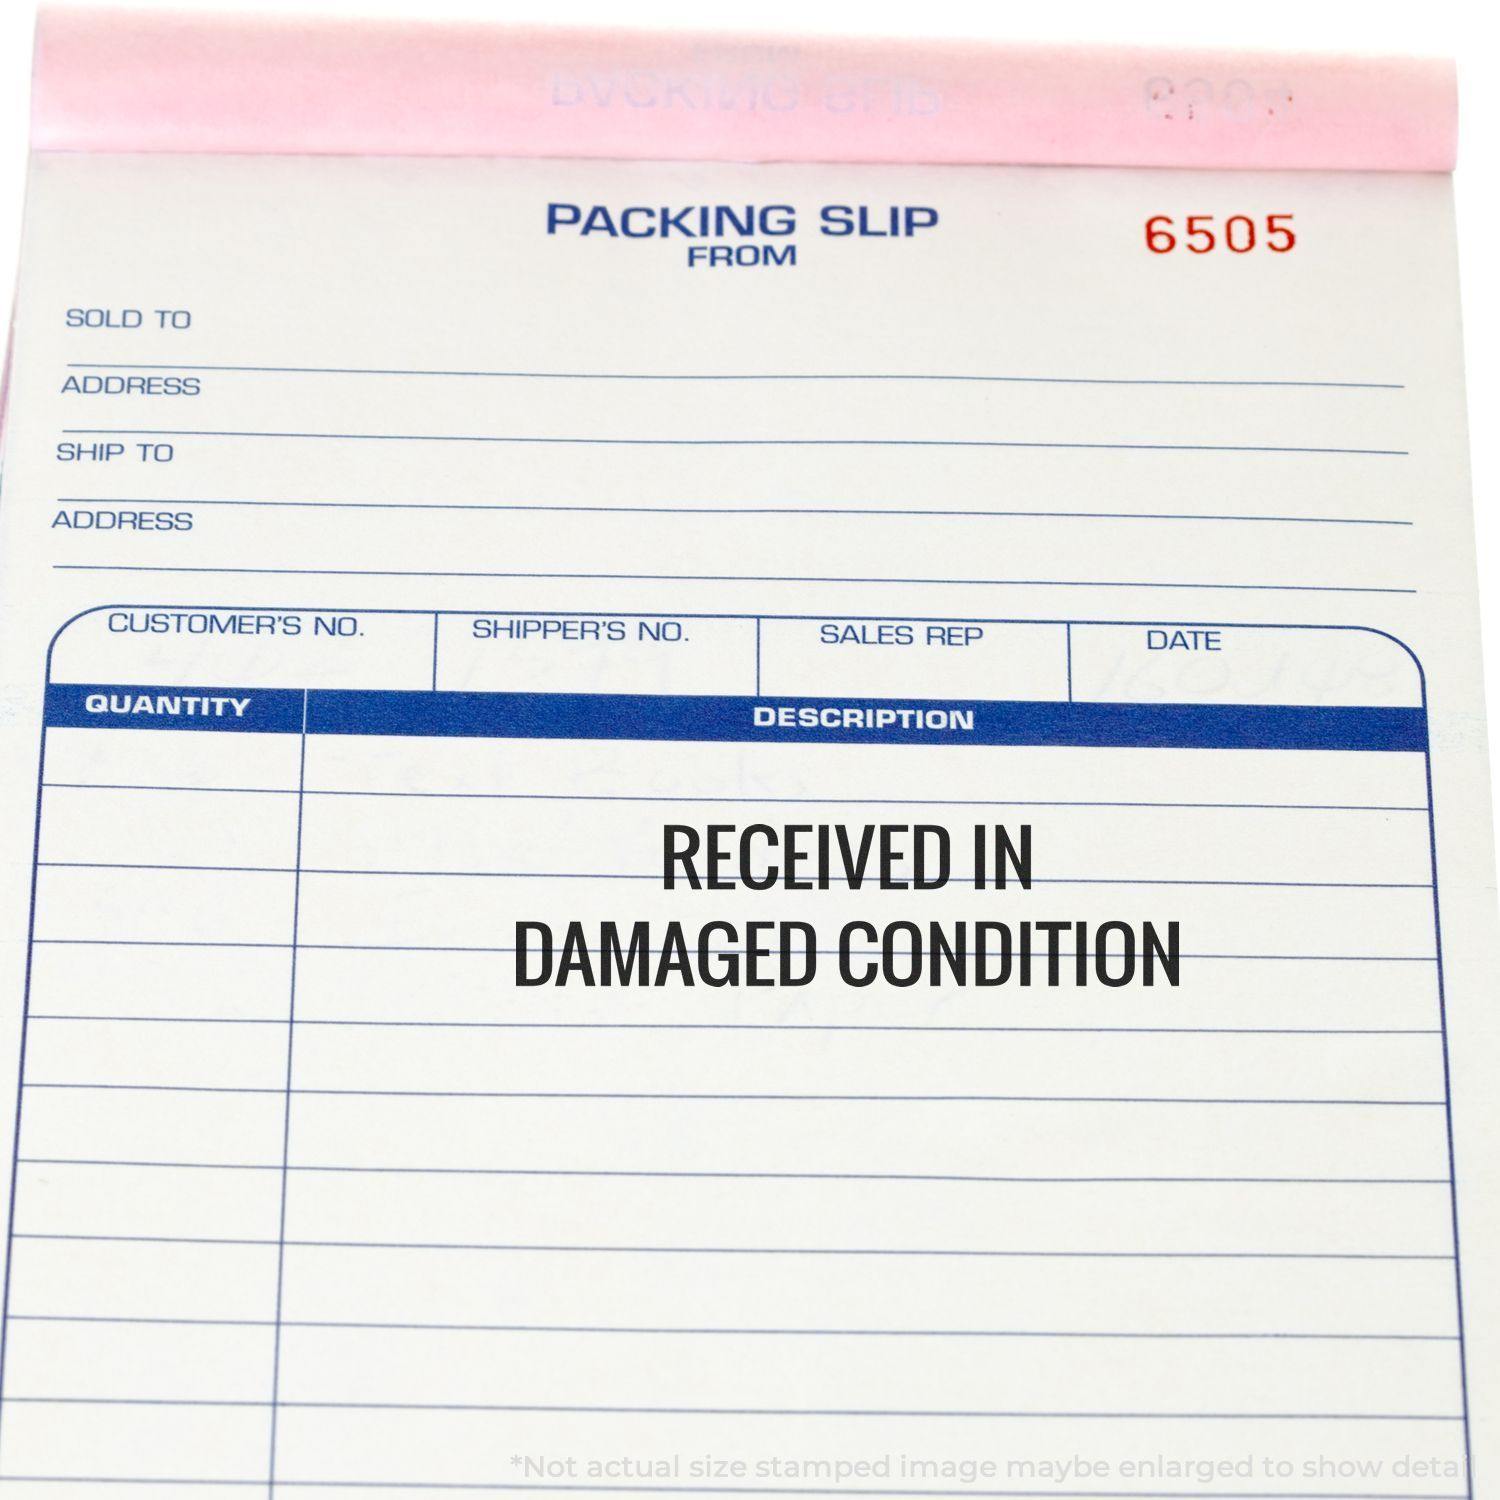 PACKING SLIP
6505
FROM
SOLD TO
ADDRESS
SHIP TO
ADDRESS
CUSTOMER'S NO. SHIPPER'S NO. SALES REP DATE
QUANTITY DESCRIPTION
RECEIVED IN
DAMAGED CONDITION
*Not actual size stamped image maybe enlarged to show detail